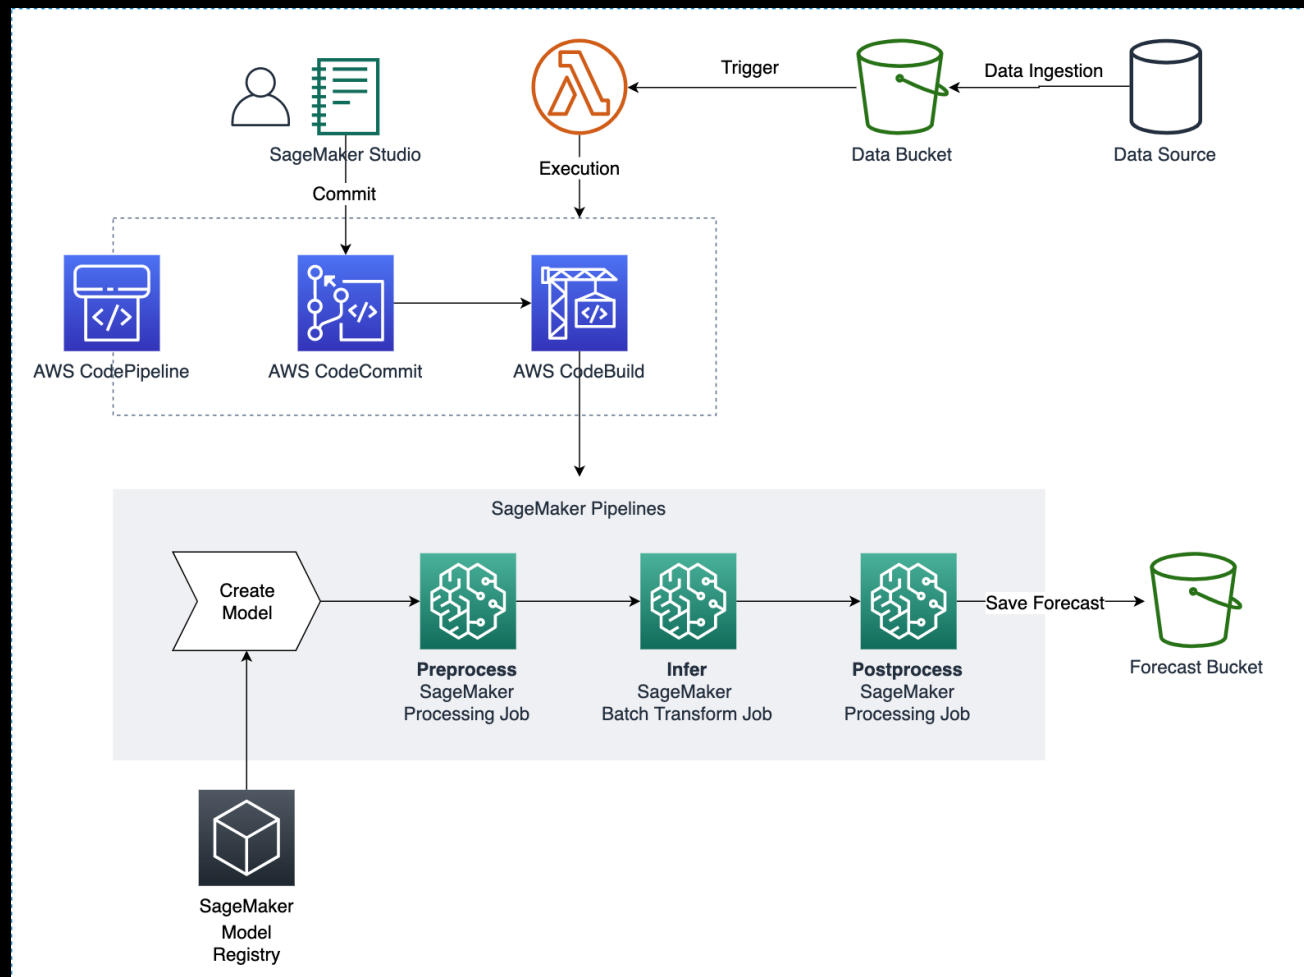 Trigger
Data Ingestion
SageMaker Studio
Data Bucket
Data Source
Execution
Commit
</>
</>
</>
AWS CodePipeline
AWS CodeCommit
AWS CodeBuild
SageMaker Pipelines
Create
Model
Save Forecast
Preprocess
SageMaker
Processing Job
Infer
SageMaker
Batch Transform Job
Postprocess
SageMaker
Processing Job
Forecast Bucket
SageMaker
Model
Registry